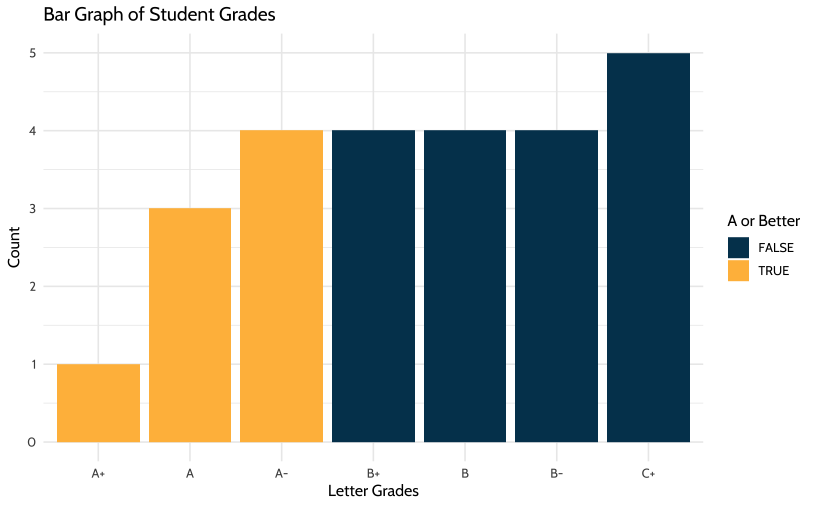 Bar Graph of Student Grades
5
4
3
2
1
0
Count
A+ A A- B+ B B- C+
Letter Grades
A or Better
FALSE
TRUE